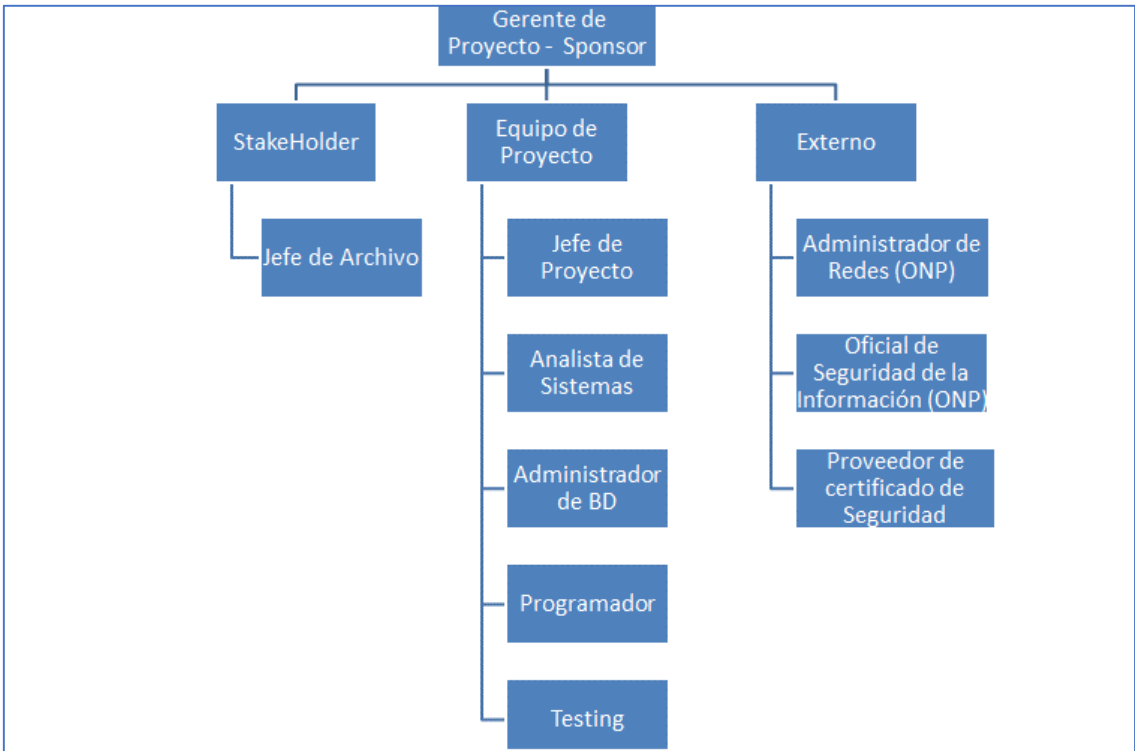 Gerente de
Proyecto - Sponsor
StakeHolder
Equipo de
Proyecto
Externo
Jefe de Archivo
Jefe de
Proyecto
Analista de
Sistemas
Administrador
de BD
Programador
Testing
Administrador de
Redes (ONP)
Oficial de
Seguridad de la
Información (ONP)
Proveedor de
certificado de
Seguridad